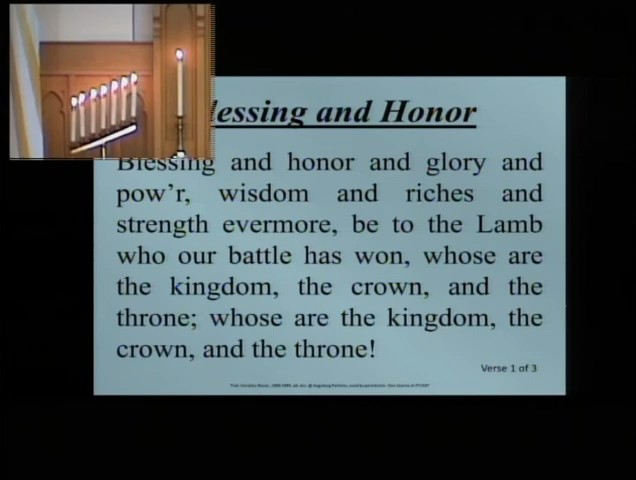 lessing and Honor
Blessing and honor and glory and
pow'r, wisdom and riches and
strength evermore, be to the Lamb
who our battle has won, whose are
the kingdom, the crown, and the
throne; whose are the kingdom, the
crown, and the throne!
Verse 1 of 3